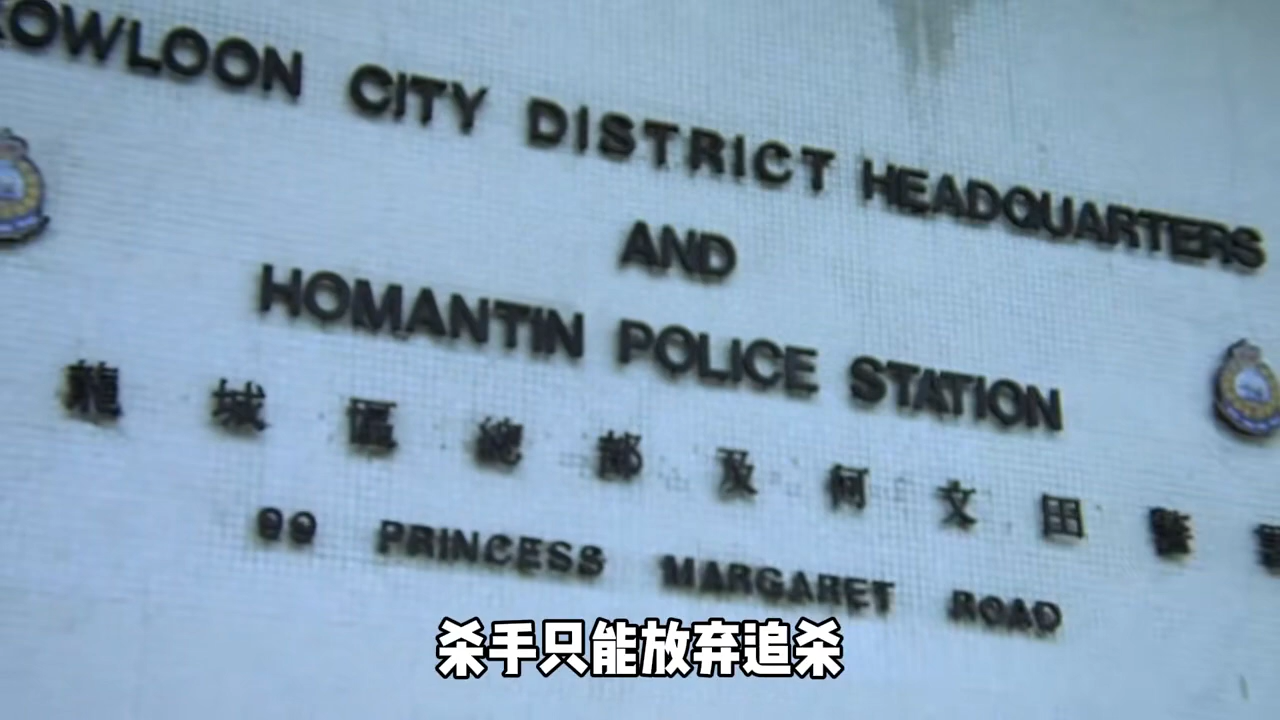 KOWLOON CITY DISTRICT HEADQUARTERS
AND
HOMANTIN POLICE STATION
龍城區總部及何文田警署
99 PRINCESS MARGARET ROAD
杀手只能放弃追杀